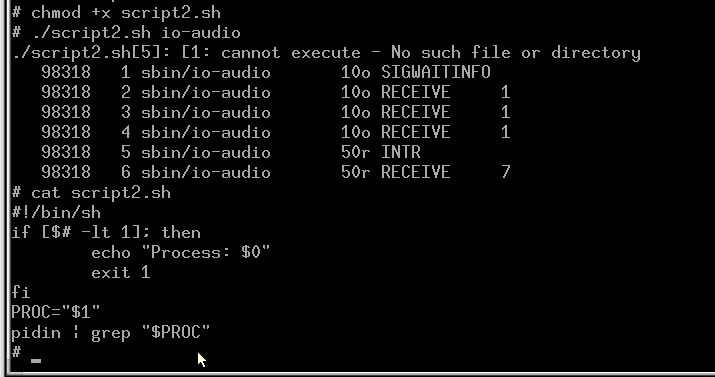 # chmod +x script2.sh
# ./script2.sh io-audio
./script2.sh[5]: [1: cannot execute - No such file or directory
   98318   1 sbin/io-audio       10o SIGWAITINFO
   98318   2 sbin/io-audio       10o RECEIVE     1
   98318   3 sbin/io-audio       10o RECEIVE     1
   98318   4 sbin/io-audio       10o RECEIVE     1
   98318   5 sbin/io-audio       50r INTR
   98318   6 sbin/io-audio       50r RECEIVE     7
# cat script2.sh
#!/bin/sh
if [$# -lt 1]; then
        echo "Process: $0"
        exit 1
fi
PROC="$1"
pidin | grep "$PROC"
# _